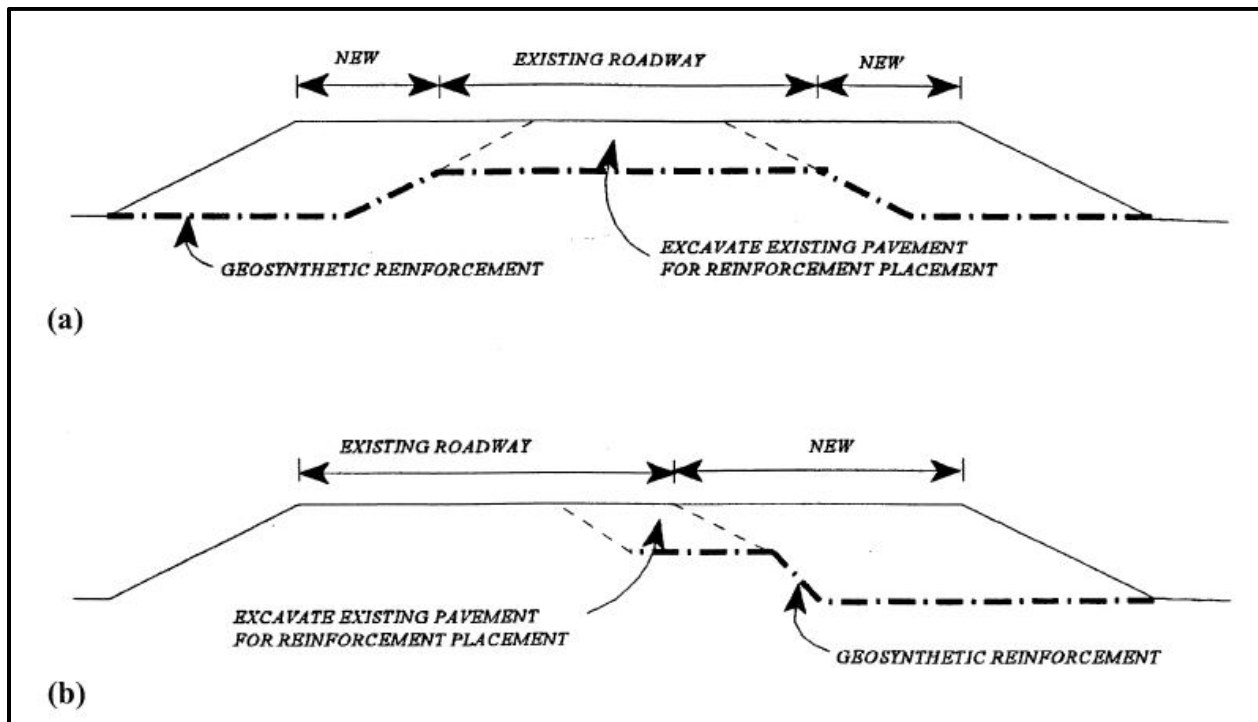 NEW EXISTING ROADWAY NEW
EXCAVATE EXISTING PAVEMENT
FOR REINFORCEMENT PLACEMENT
GEOSYNTHETIC REINFORCEMENT
(a)
EXISTING ROADWAY NEW
EXCAVATE EXISTING PAVEMENT
FOR REINFORCEMENT PLACEMENT
GEOSYNTHETIC REINFORCEMENT
(b)